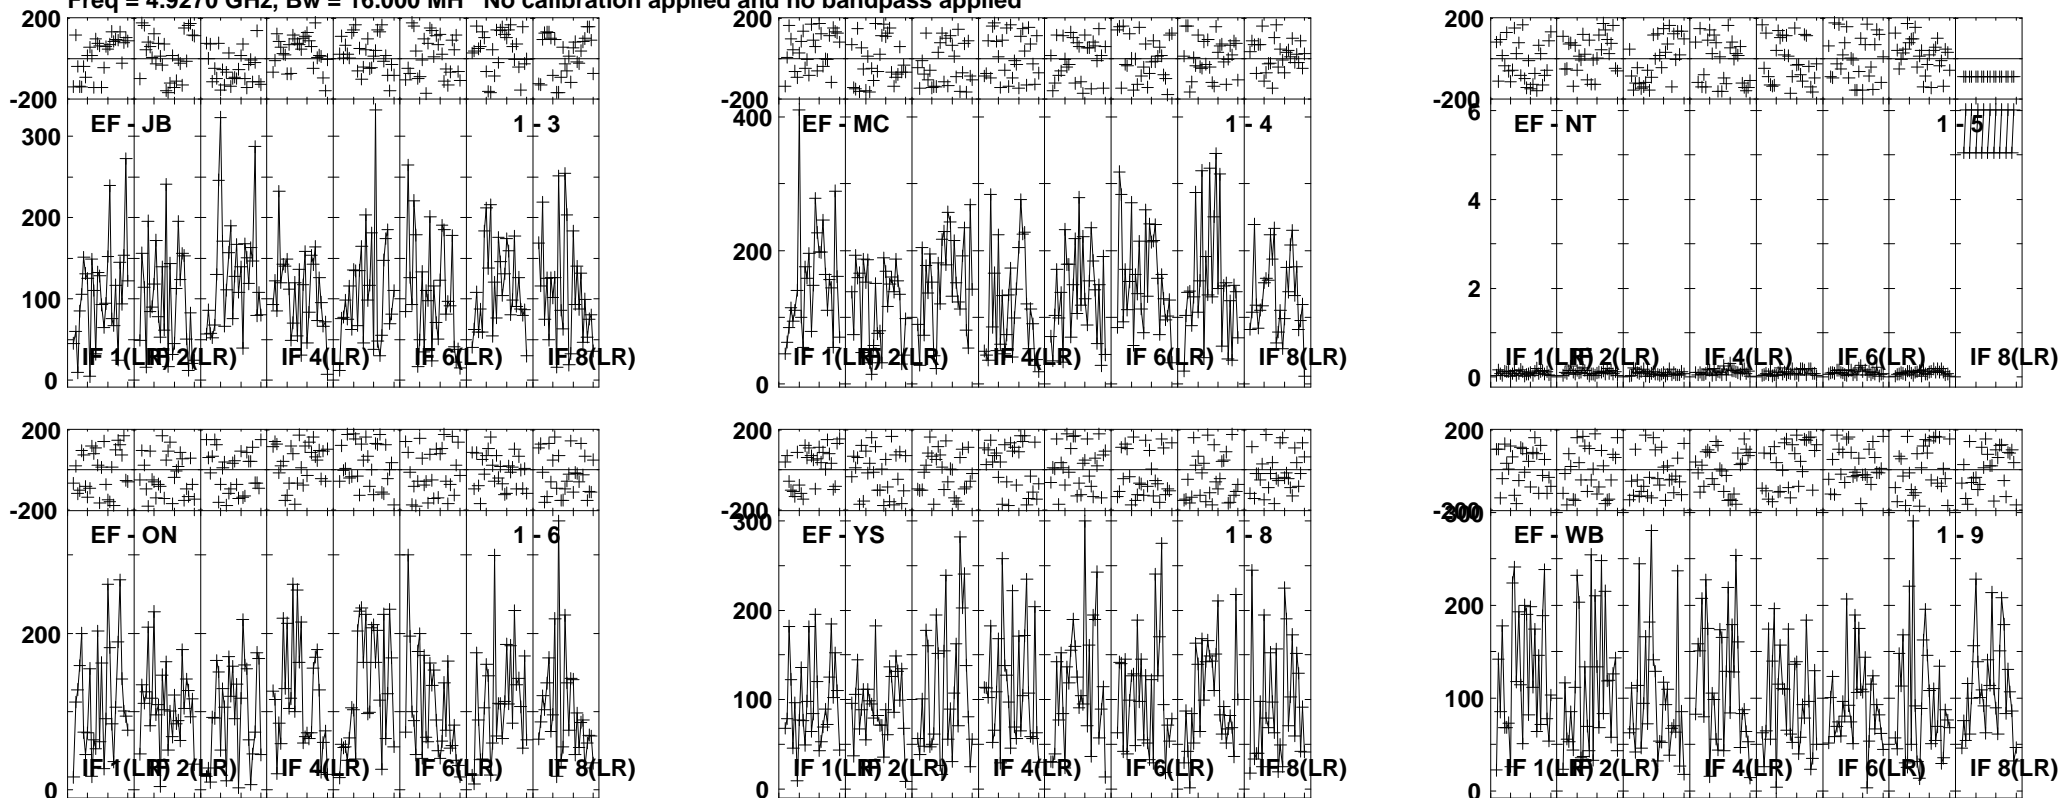 Freq = 4.9270 GHz, Bw = 16.000 MH   No calibration applied and no bandpass applied
200
-200
EF - JB 1 - 3
300
200
100
0
IF 1(LR) IF 2(LR) IF 4(LR) IF 6(LR) IF 8(LR)
200
-200
EF - MC 1 - 4
400
200
0
IF 1(LR) IF 2(LR) IF 4(LR) IF 6(LR) IF 8(LR)
200
-200
EF - NT 1 - 5
6
4
2
0
IF 1(LR) IF 2(LR) IF 4(LR) IF 6(LR) IF 8(LR)
200
-200
EF - ON 1 - 6
200
0
IF 1(LR) IF 2(LR) IF 4(LR) IF 6(LR) IF 8(LR)
200
-200
EF - YS 1 - 8
300
200
100
0
IF 1(LR) IF 2(LR) IF 4(LR) IF 6(LR) IF 8(LR)
200
-200
EF - WB 1 - 9
300
200
100
0
IF 1(LR) IF 2(LR) IF 4(LR) IF 6(LR) IF 8(LR)